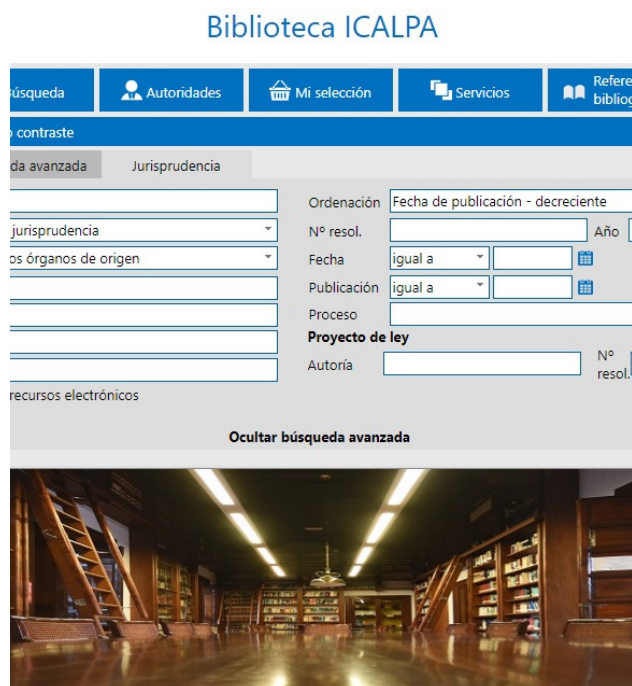 Biblioteca ICALPA
úsqueda
Autoridades
Mi selección
Servicios
Refere
bibliog
o contraste
da avanzada
Jurisprudencia
Ordenación
Fecha de publicación - decreciente
jurisprudencia
Nº resol.
Año
os órganos de origen
Fecha
igual a
Publicación
igual a
Proceso
Proyecto de ley
Autoría
Nº
resol.
recursos electrónicos
Ocultar búsqueda avanzada